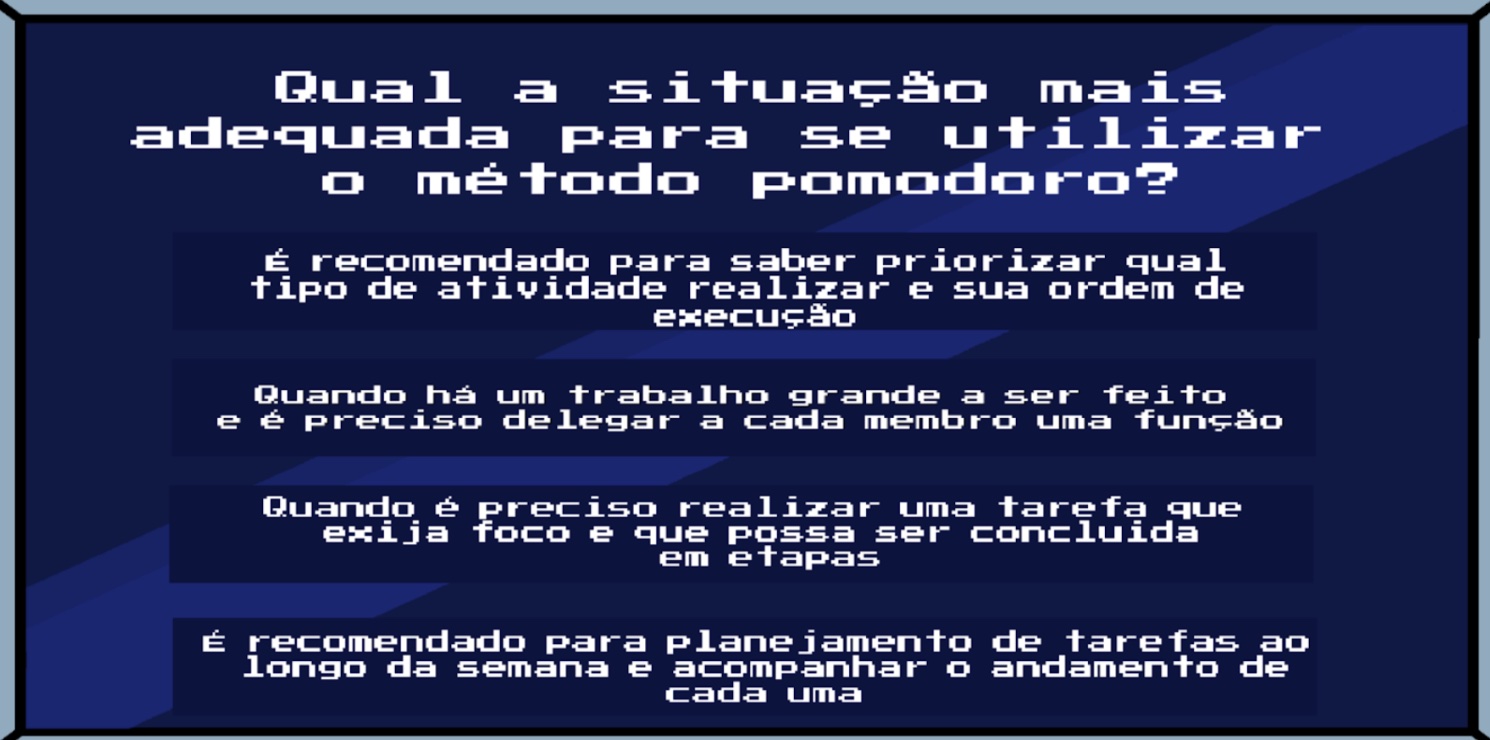 Qual a situação mais
adequada para se utilizar
o método pomodoro?
É recomendado para saber priorizar qual
tipo de atividade realizar e sua ordem de
execução
Quando há um trabalho grande a ser feito
e é preciso delegar a cada membro uma função
Quando é preciso realizar uma tarefa que
exija foco e que possa ser concluida
em etapas
É recomendado para planejamento de tarefas ao
longo da semana e acompanhar o andamento de
cada uma